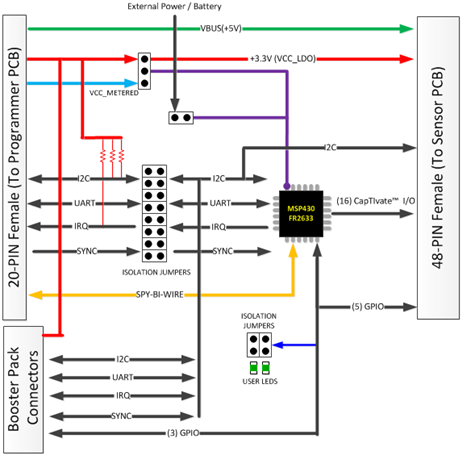 External Power / Battery
VBUS(+5V)
+3.3V (VCC_LDO)
VCC_METERED
20-PIN Female (To Programmer PCB)
48-PIN Female (To Sensor PCB)
I2C
I2C
I2C
UART
UART
IRQ
IRQ
SYNC
SYNC
MSP430
FR2633
(16) CapTIvate™ I/O
ISOLATION JUMPERS
SPY-BI-WIRE
(5) GPIO
ISOLATION
JUMPERS
USER LEDS
Booster Pack
Connectors
I2C
UART
IRQ
SYNC
(3) GPIO